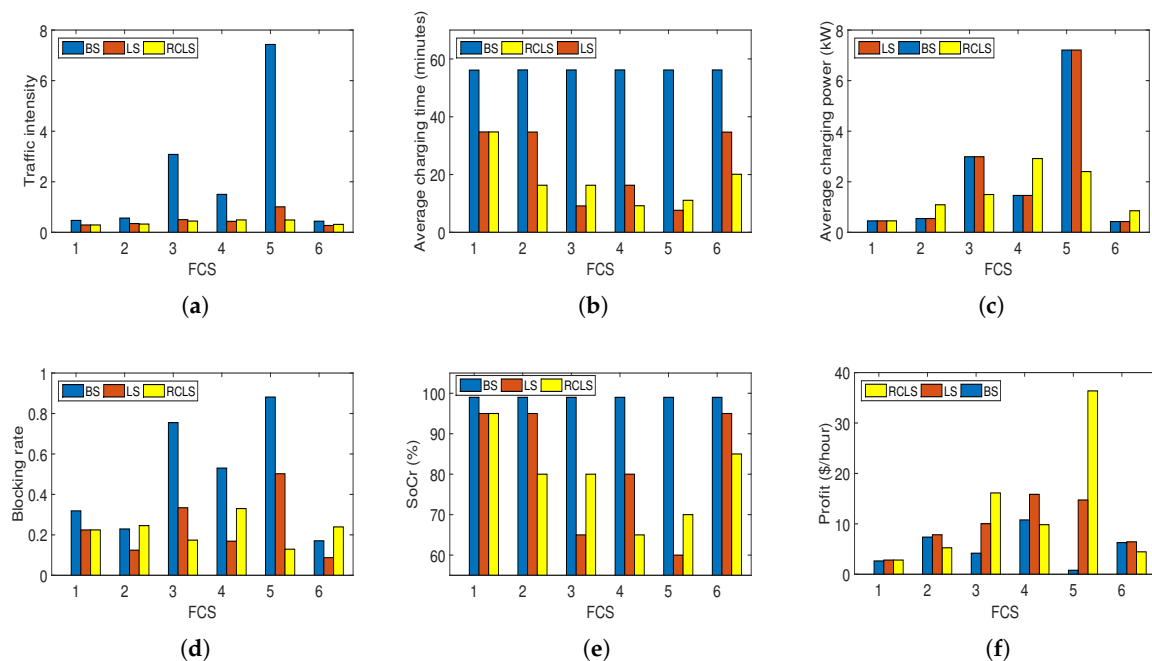 8
6
4
2
0
Traffic intensity
BS LS RCLS
1 2 3 4 5 6
FCS
(a)
60
40
20
0
Average charging time (minutes)
BS RCLS LS
1 2 3 4 5 6
FCS
(b)
8
6
4
2
0
Average charging power (kW)
LS BS RCLS
1 2 3 4 5 6
FCS
(c)
1
0.8
0.6
0.4
0.2
0
Blocking rate
BS LS RCLS
1 2 3 4 5 6
FCS
(d)
100
90
80
70
60
SoCr (%)
BS LS RCLS
1 2 3 4 5 6
FCS
(e)
40
30
20
10
0
Profit ($/hour)
RCLS LS BS
1 2 3 4 5 6
FCS
(f)